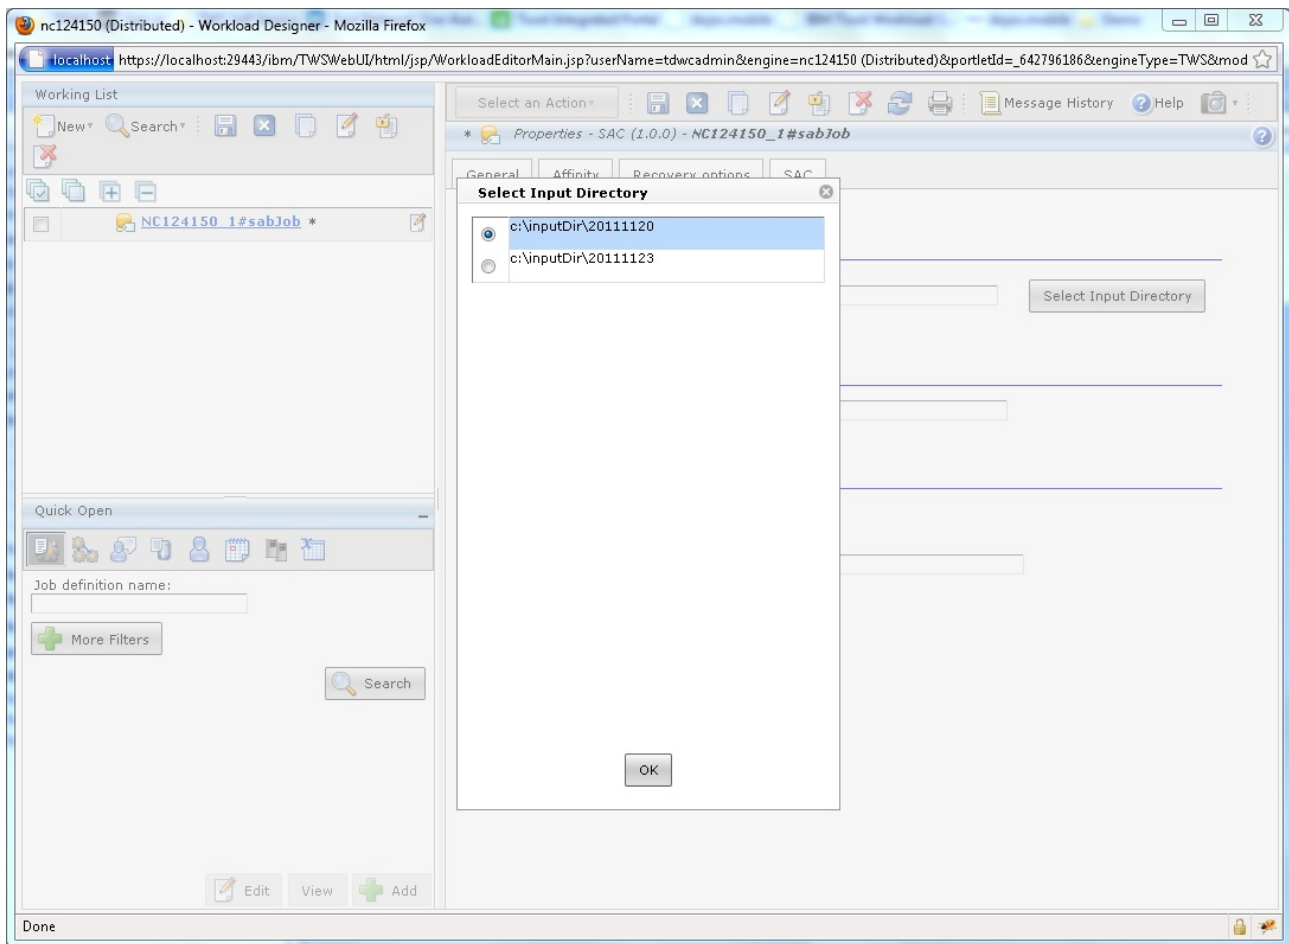 nc124150 (Distributed) - Workload Designer - Mozilla Firefox
localhost https://localhost:29443/ibm/TWSWebUI/html/jsp/WorkloadEditorMain.jsp?userName=tdwcadmin&engine=nc124150 (Distributed)&portletId=_642796186&engineType=TWS&mod
Working List
New Search
NC124150_1#sabJob *
Quick Open
Job definition name:
More Filters
Search
Edit View Add
Select an Action Message History Help
* Properties - SAC (1.0.0) - NC124150_1#sabJob
General Affinity Recovery options SAC
Select Input Directory
c:\inputDir\20111120
c:\inputDir\20111123
OK
Select Input Directory
Done